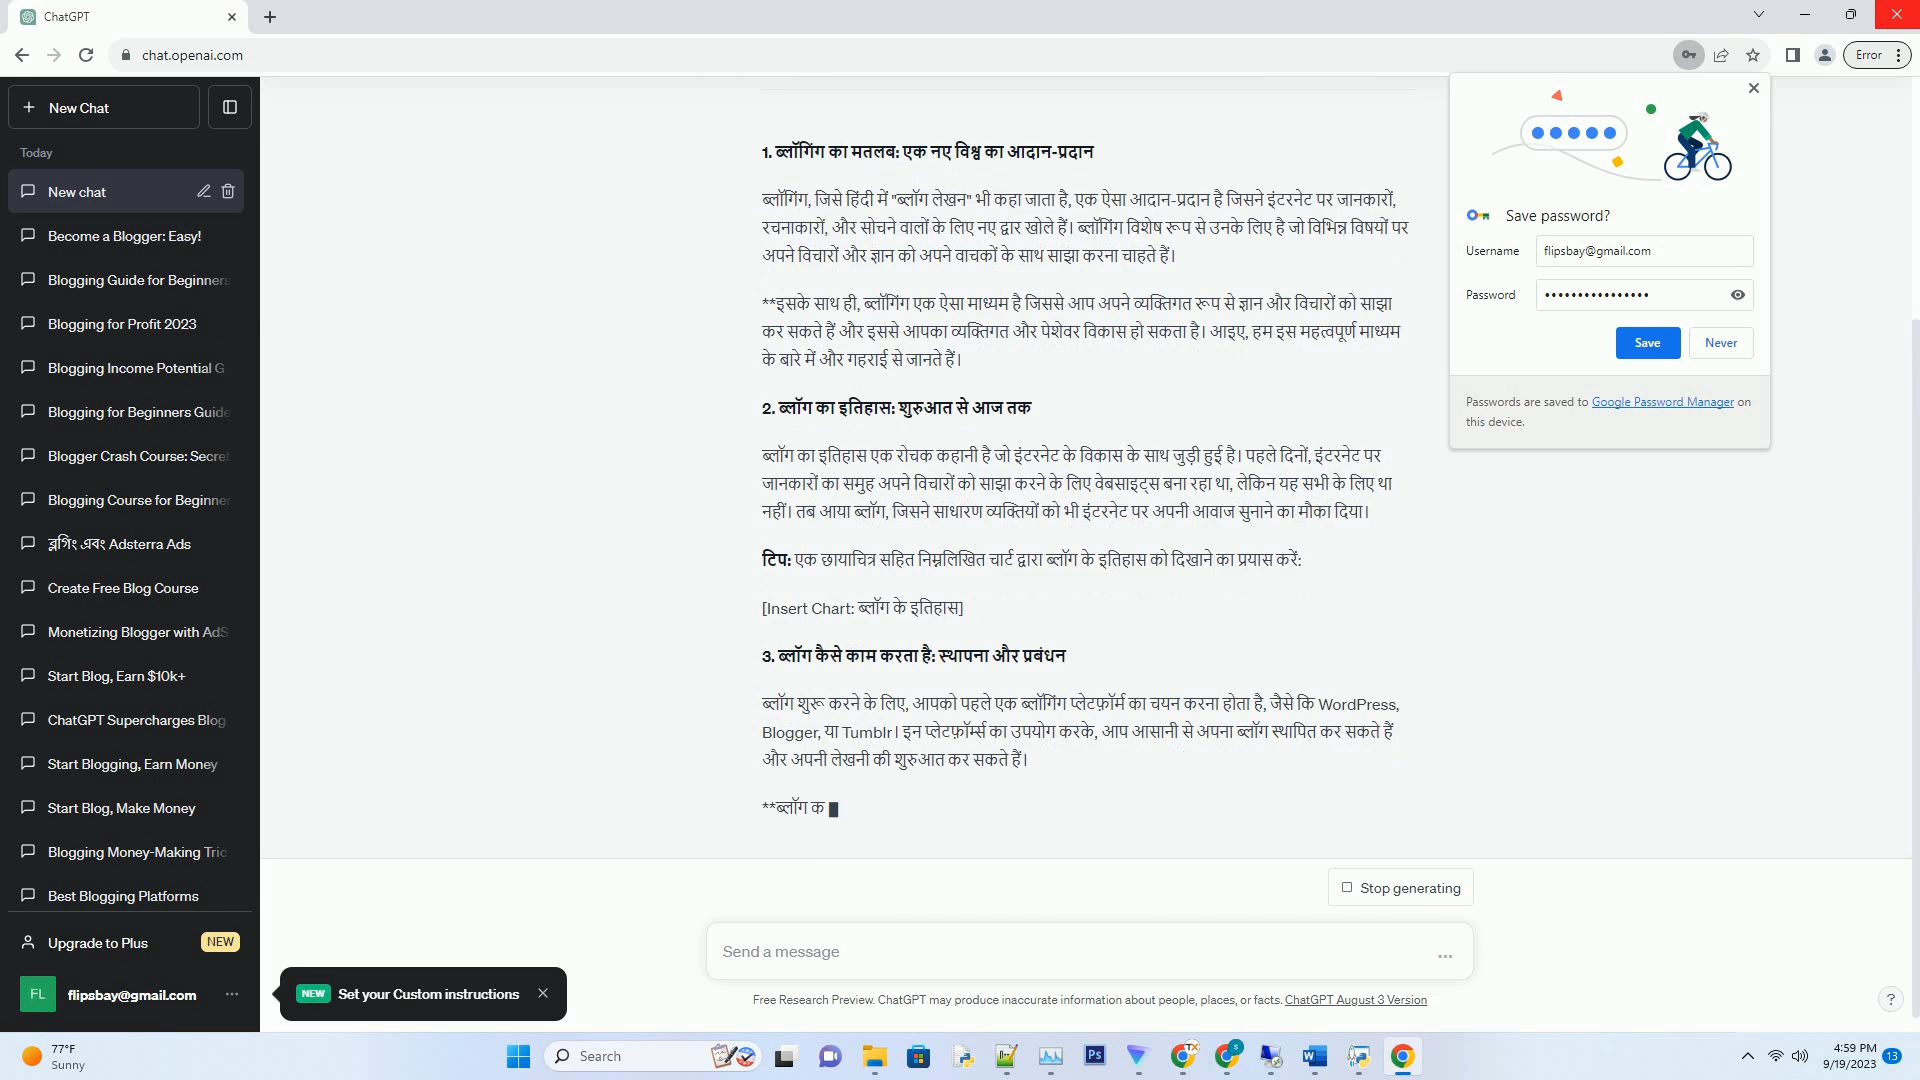 ChatGPT
chat.openai.com
Error
New Chat
Today
New chat
Become a Blogger: Easy!
Blogging Guide for Beginners
Blogging for Profit 2023
Blogging Income Potential G
Blogging for Beginners Guide
Blogger Crash Course: Secret
Blogging Course for Beginner
ব্লগিং এবং Adsterra Ads
Create Free Blog Course
Monetizing Blogger with AdS
Start Blog, Earn $10k+
ChatGPT Supercharges Blog
Start Blogging, Earn Money
Start Blog, Make Money
Blogging Money-Making Tric
Best Blogging Platforms
Upgrade to Plus
NEW
FL
flipsbay@gmail.com
1. ब्लॉगिंग का मतलब: एक नए विश्व का आदान-प्रदान
ब्लॉगिंग, जिसे हिंदी में "ब्लॉग लेखन" भी कहा जाता है, एक ऐसा आदान-प्रदान है जिसने इंटरनेट पर जानकारों,
रचनाकारों, और सोचने वालों के लिए नए द्वार खोले हैं। ब्लॉगिंग विशेष रूप से उनके लिए है जो विभिन्न विषयों पर
अपने विचारों और ज्ञान को अपने वाचकों के साथ साझा करना चाहते हैं।
**इसके साथ ही, ब्लॉगिंग एक ऐसा माध्यम है जिससे आप अपने व्यक्तिगत रूप से ज्ञान और विचारों को साझा
कर सकते हैं और इससे आपका व्यक्तिगत और पेशेवर विकास हो सकता है। आइए, हम इस महत्वपूर्ण माध्यम
के बारे में और गहराई से जानते हैं।
2. ब्लॉग का इतिहास: शुरुआत से आज तक
ब्लॉग का इतिहास एक रोचक कहानी है जो इंटरनेट के विकास के साथ जुड़ी हुई है। पहले दिनों, इंटरनेट पर
जानकारों का समुह अपने विचारों को साझा करने के लिए वेबसाइट्स बना रहा था, लेकिन यह सभी के लिए था
नहीं। तब आया ब्लॉग, जिसने साधारण व्यक्तियों को भी इंटरनेट पर अपनी आवाज सुनाने का मौका दिया।
टिप: एक छायाचित्र सहित निम्नलिखित चार्ट द्वारा ब्लॉग के इतिहास को दिखाने का प्रयास करें:
[Insert Chart: ब्लॉग के इतिहास]
3. ब्लॉग कैसे काम करता है: स्थापना और प्रबंधन
ब्लॉग शुरू करने के लिए, आपको पहले एक ब्लॉगिंग प्लेटफ़ॉर्म का चयन करना होता है, जैसे कि WordPress,
Blogger, या Tumblr। इन प्लेटफ़ॉर्म्स का उपयोग करके, आप आसानी से अपना ब्लॉग स्थापित कर सकते हैं
और अपनी लेखनी की शुरुआत कर सकते हैं।
**ब्लॉग क
Save password?
Username
flipsbay@gmail.com
Password
Save
Never
Passwords are saved to Google Password Manager on
this device.
Stop generating
Send a message
NEW Set your Custom instructions
Free Research Preview. ChatGPT may produce inaccurate information about people, places, or facts. ChatGPT August 3 Version
?
77°F
Sunny
Search
Ps
TX
S
W
4:59 PM
9/19/2023
13